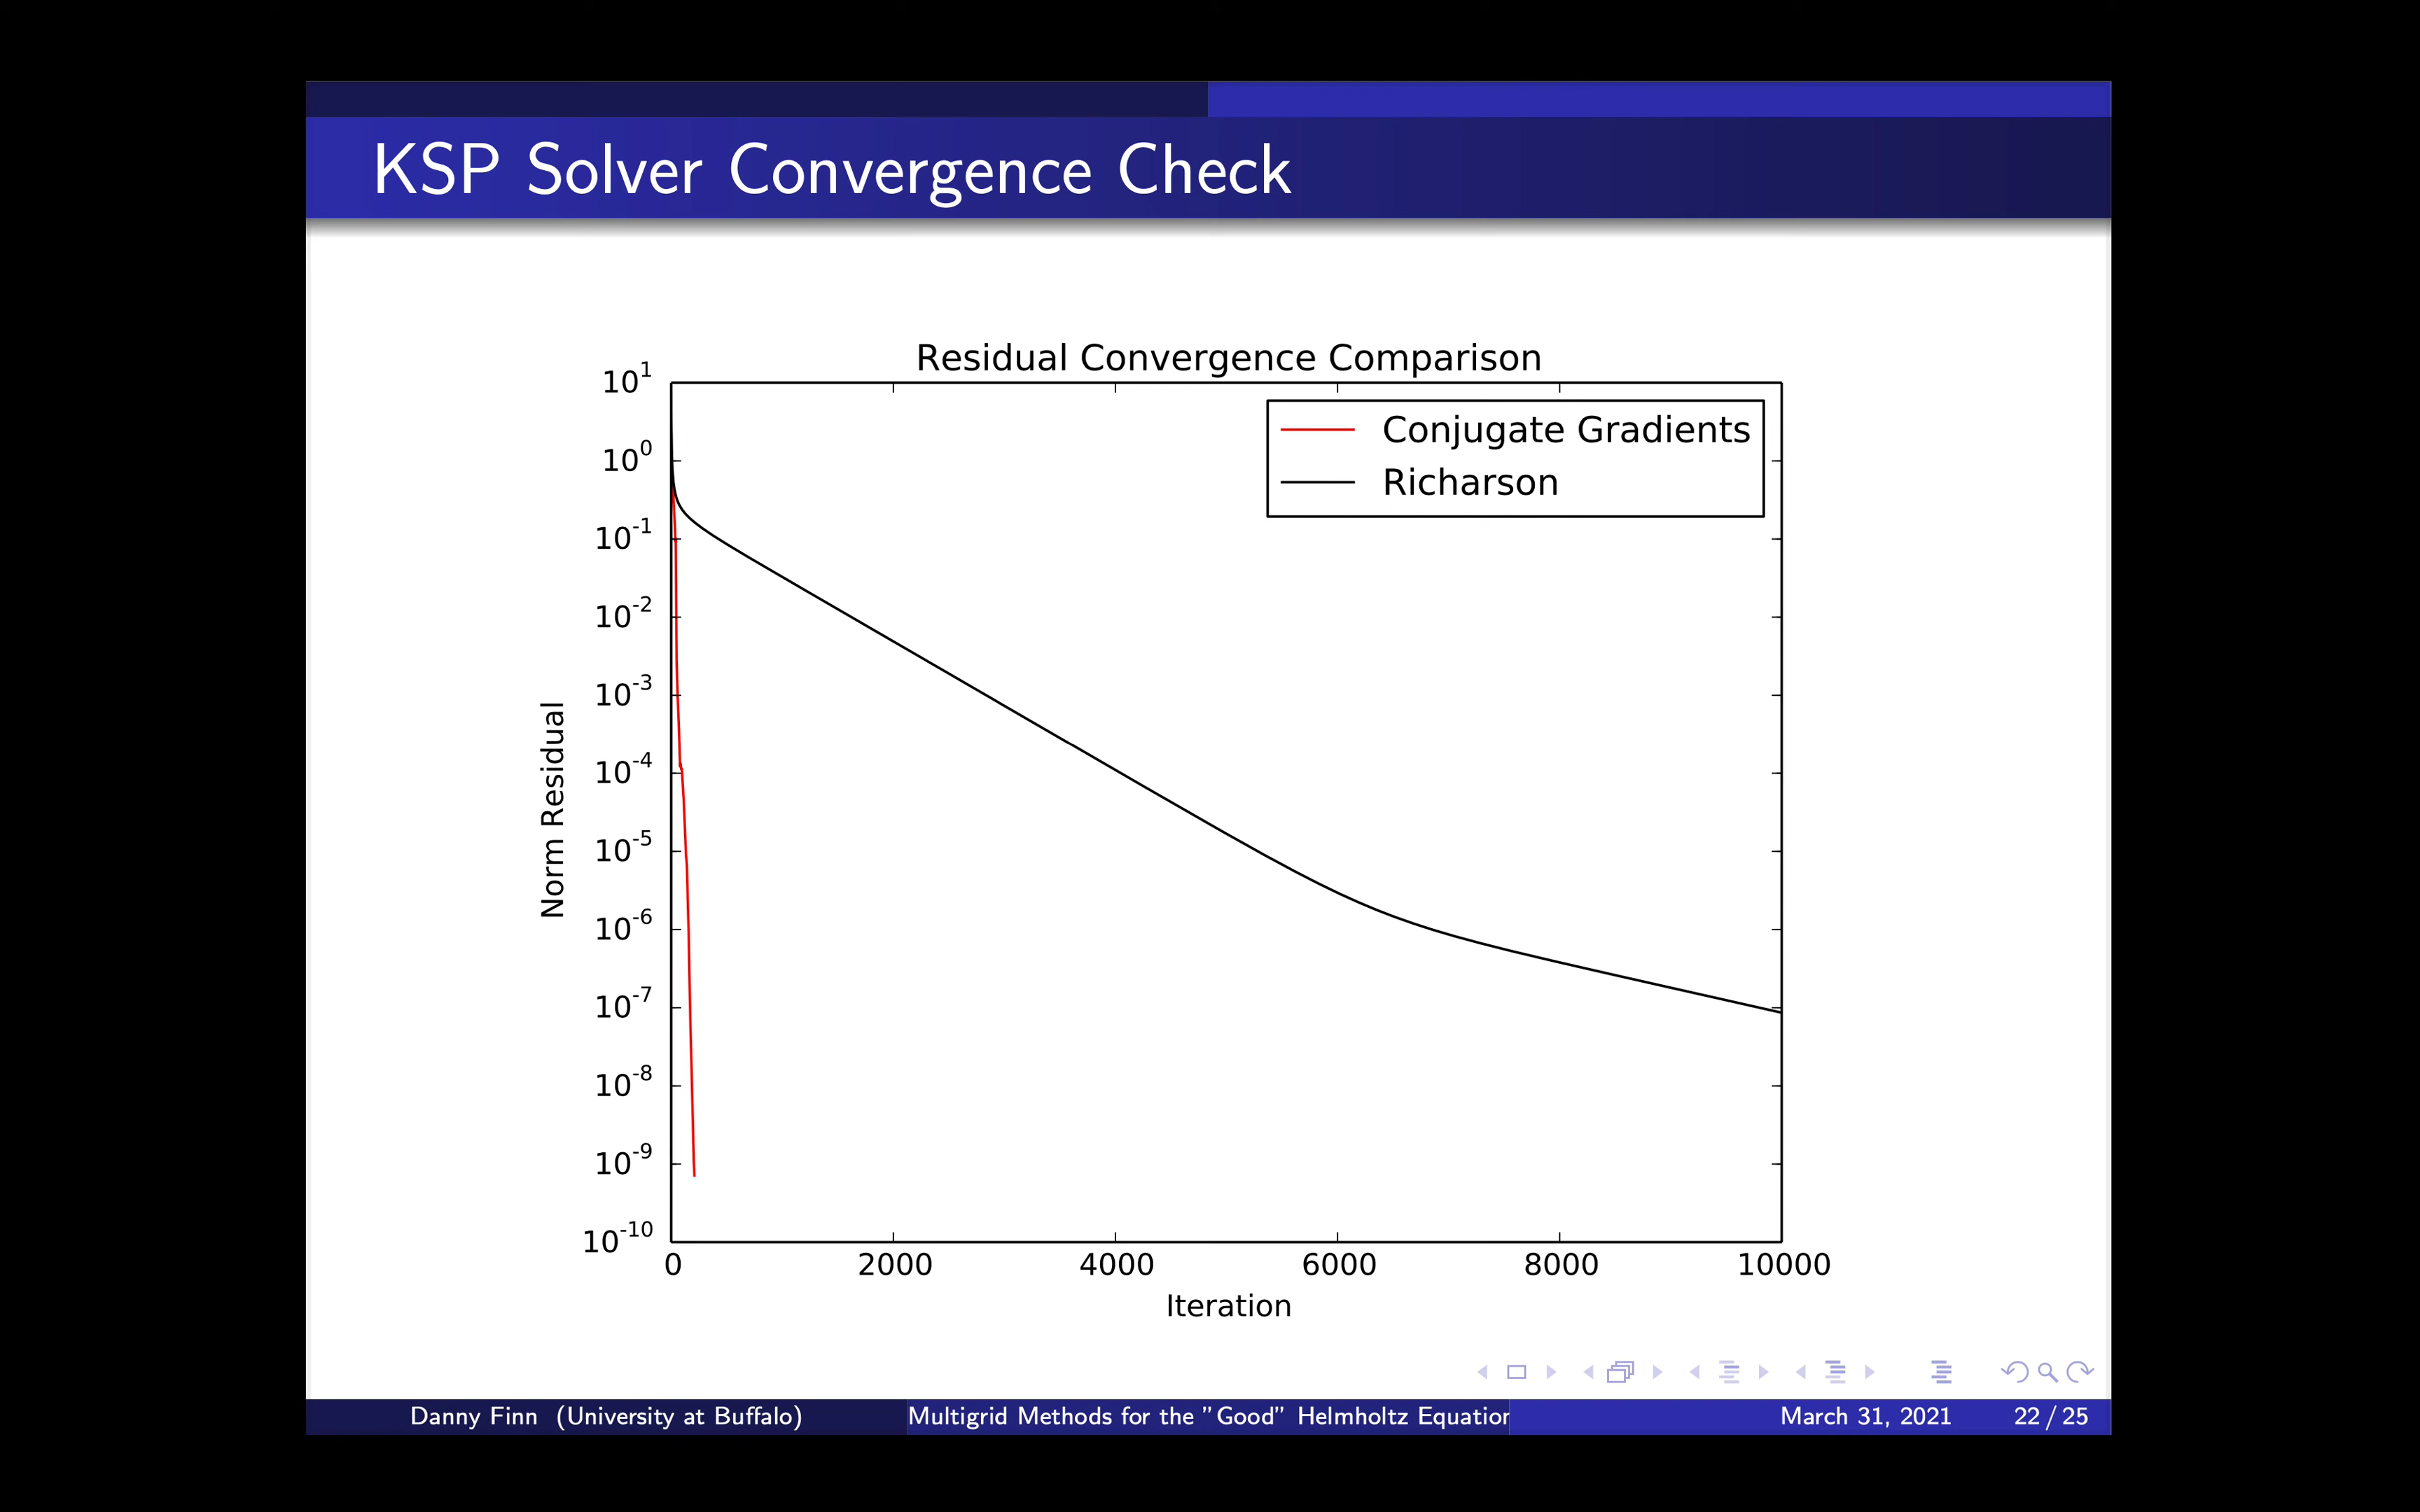 KSP Solver Convergence Check
Residual Convergence Comparison
10^1
10^0
10^-1
10^-2
10^-3
10^-4
10^-5
10^-6
10^-7
10^-8
10^-9
10^-10
Norm Residual
Conjugate Gradients
Richarson
0 2000 4000 6000 8000 10000
Iteration
Danny Finn (University at Buffalo) Multigrid Methods for the "Good" Helmholtz Equation March 31, 2021 22 / 25